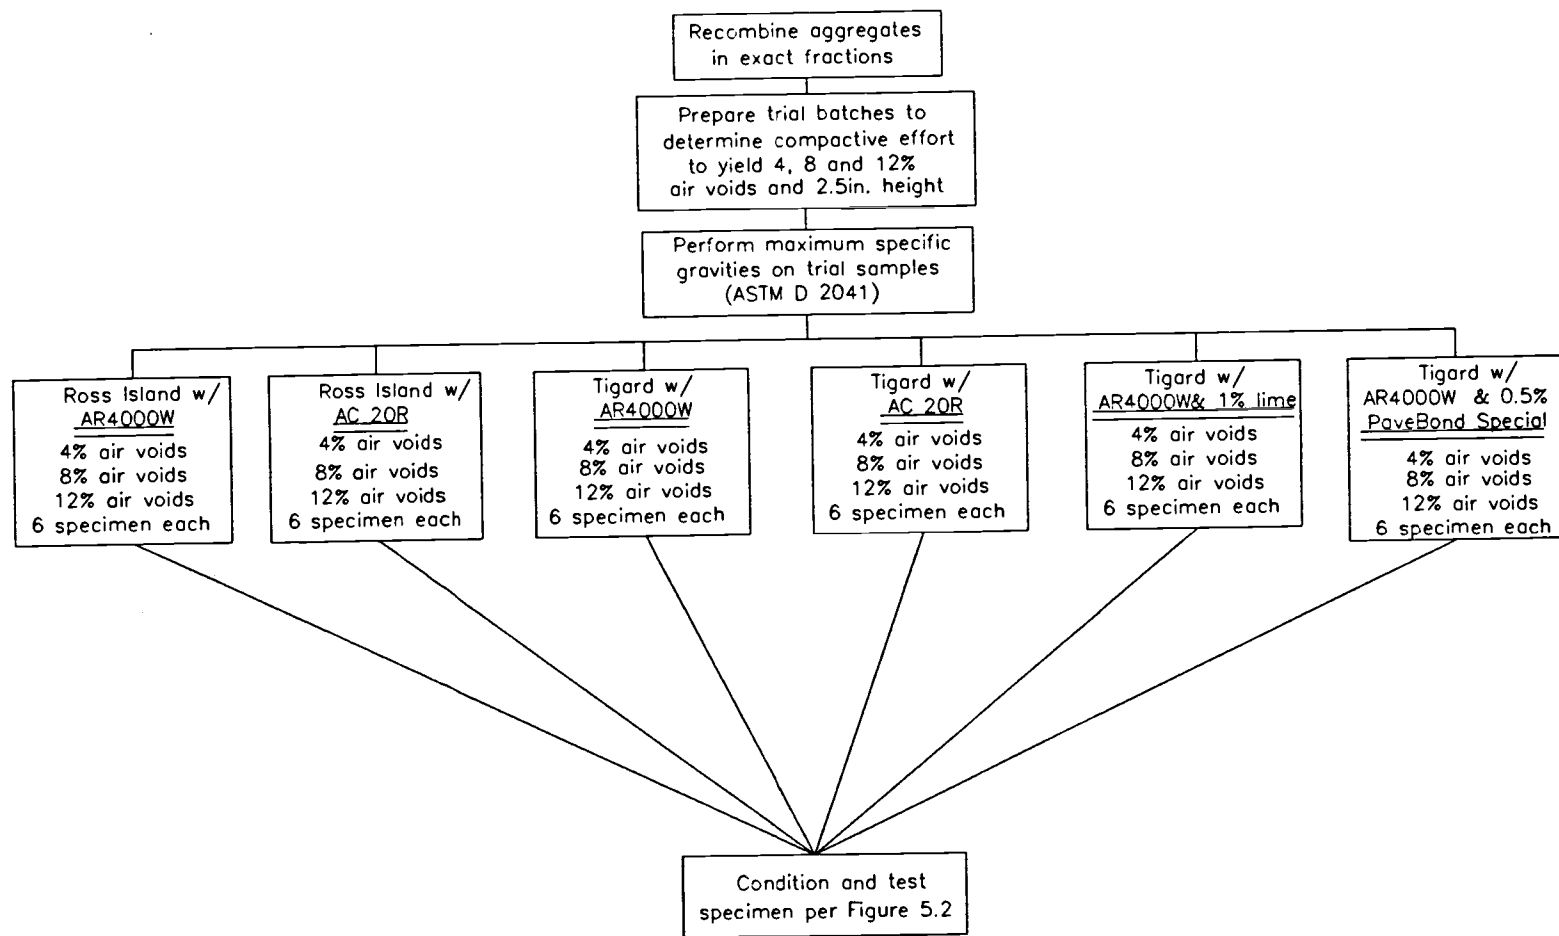 Recombine aggregates
in exact fractions
Prepare trial batches to
determine compactive effort
to yield 4, 8 and 12%
air voids and 2.5in. height
Perform maximum specific
gravities on trial samples
(ASTM D 2041)
Ross Island w/
AR4000W
4% air voids
8% air voids
12% air voids
6 specimen each
Ross Island w/
AC 20R
4% air voids
8% air voids
12% air voids
6 specimen each
Tigard w/
AR4000W
4% air voids
8% air voids
12% air voids
6 specimen each
Tigard w/
AC 20R
4% air voids
8% air voids
12% air voids
6 specimen each
Tigard w/
AR4000W& 1% lime
4% air voids
8% air voids
12% air voids
6 specimen each
Tigard w/
AR4000W & 0.5%
PaveBond Special
4% air voids
8% air voids
12% air voids
6 specimen each
Condition and test
specimen per Figure 5.2